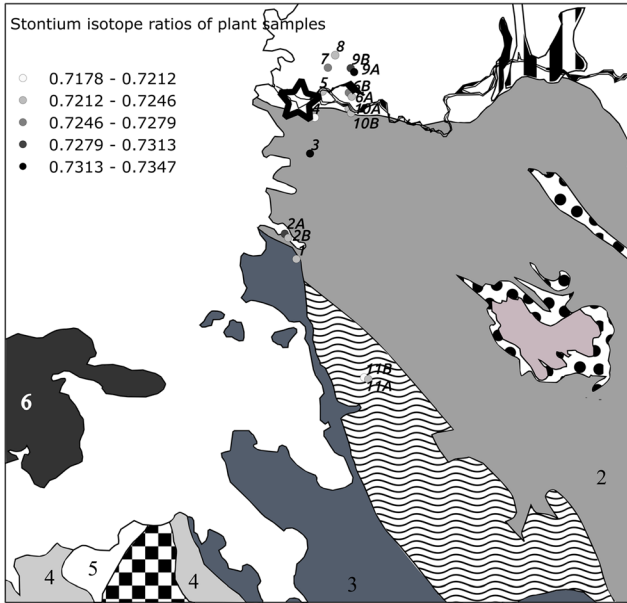 Stontium isotope ratios of plant samples
0.7178 - 0.7212
0.7212 - 0.7246
0.7246 - 0.7279
0.7279 - 0.7313
0.7313 - 0.7347
8
7
9B
9A
5
6B
6A
4
10A
10B
3
2A
2B
1
11B
11A
6
2
4
5
4
3